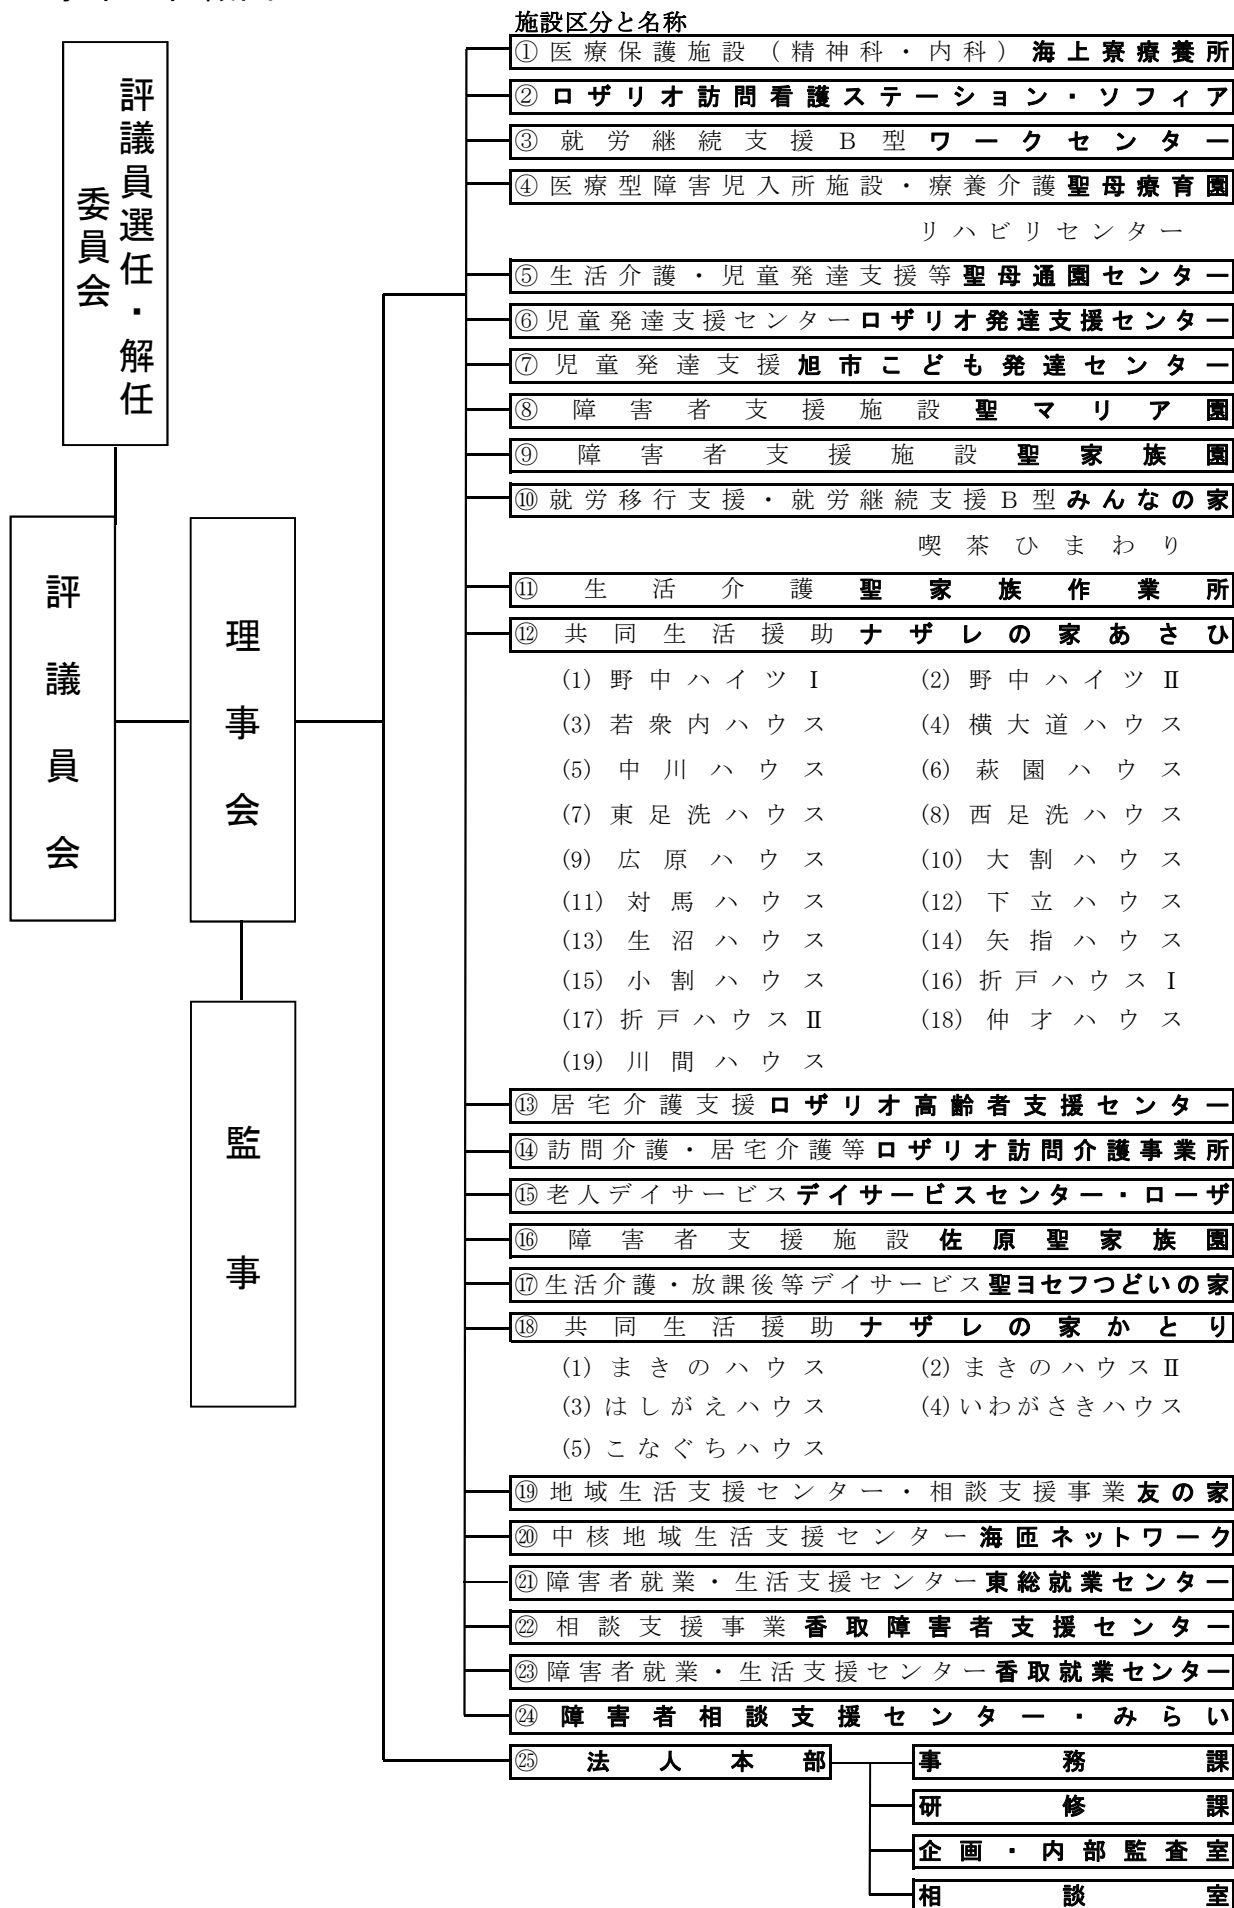 施設区分と名称
評議員選任・解任
委員会
評議員会
理事会
監事
①医療保護施設（精神科・内科）海上寮療養所
②ロザリオ訪問看護ステーション・ソフィア
③就労継続支援B型ワークセンター
④医療型障害児入所施設・療養介護聖母療育園
リハビリセンター
⑤生活介護・児童発達支援等聖母通園センター
⑥児童発達支援センターロザリオ発達支援センター
⑦児童発達支援旭市こども発達センター
⑧障害者支援施設聖マリア園
⑨障害者支援施設聖家族園
⑩就労移行支援・就労継続支援B型みんなの家
喫茶ひまわり
⑪生活介護聖家族作業所
⑫共同生活援助ナザレの家あさひ
(1) 野中ハイツⅠ (2) 野中ハイツⅡ
(3) 若衆内ハウス (4) 横大道ハウス
(5) 中川ハウス (6) 萩園ハウス
(7) 東足洗ハウス (8) 西足洗ハウス
(9) 広原ハウス (10) 大割ハウス
(11) 対馬ハウス (12) 下立ハウス
(13) 生沼ハウス (14) 矢指ハウス
(15) 小割ハウス (16) 折戸ハウスⅠ
(17) 折戸ハウスⅡ (18) 仲才ハウス
(19) 川間ハウス
⑬居宅介護支援ロザリオ高齢者支援センター
⑭訪問介護・居宅介護等ロザリオ訪問介護事業所
⑮老人デイサービスデイサービスセンター・ローザ
⑯障害者支援施設佐原聖家族園
⑰生活介護・放課後等デイサービス聖ヨセフつどいの家
⑱共同生活援助ナザレの家かとり
(1) まきのハウス (2) まきのハウスⅡ
(3) はしがえハウス (4) いわがさきハウス
(5) こなぐちハウス
⑲地域生活支援センター・相談支援事業友の家
⑳中核地域生活支援センター海匝ネットワーク
㉑障害者就業・生活支援センター東総就業センター
㉒相談支援事業香取障害者支援センター
㉓障害者就業・生活支援センター香取就業センター
㉔障害者相談支援センター・みらい
㉕法人本部 事務課
研修課
企画・内部監査室
相談室